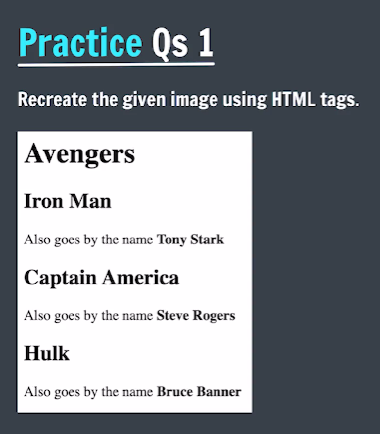 Practice Qs 1
Recreate the given image using HTML tags.
Avengers
Iron Man
Also goes by the name Tony Stark
Captain America
Also goes by the name Steve Rogers
Hulk
Also goes by the name Bruce Banner